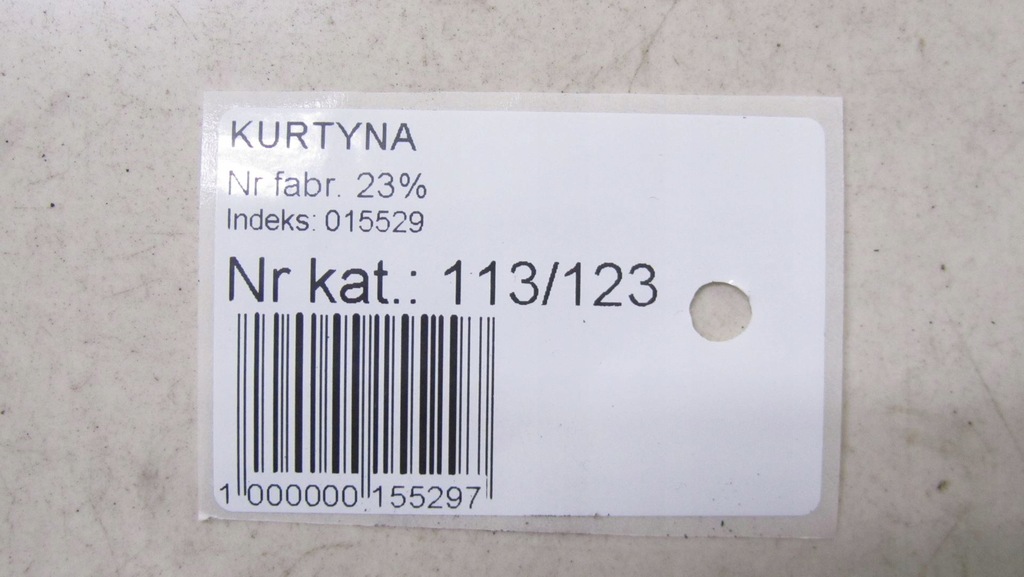 KURTYNA
Nr fabr. 23%
Indeks: 015529
Nr kat.: 113/123
1 000000 155297